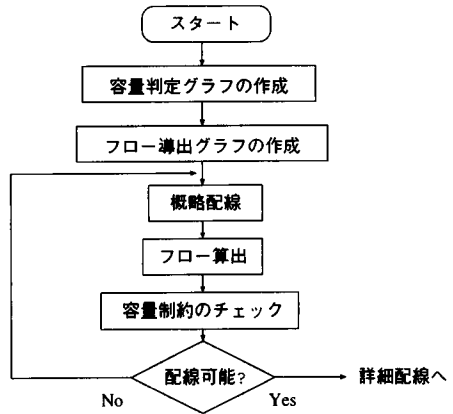 スタート
容量判定グラフの作成
フロー導出グラフの作成
概略配線
フロー算出
容量制約のチェック
配線可能?
詳細配線へ
No
Yes